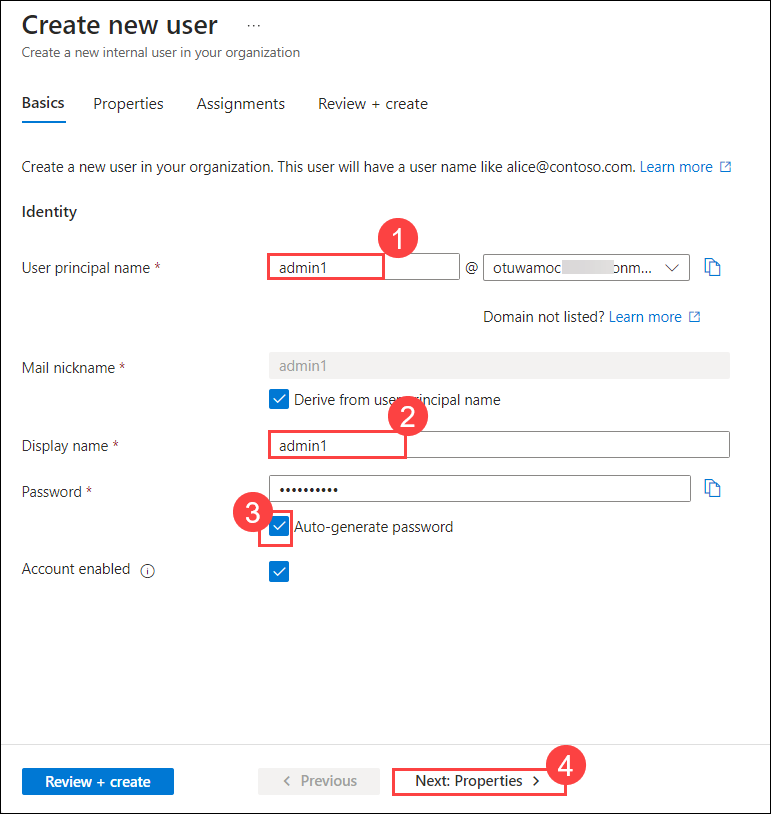 Create new user ...
Create a new internal user in your organization
Basics Properties Assignments Review + create
Create a new user in your organization. This user will have a user name like alice@contoso.com. Learn more
Identity
1
User principal name * admin1 @ otuwamoc onm...
Domain not listed? Learn more
Mail nickname * admin1
Derive from user principal name
2
Display name * admin1
Password * ••••••••••
3 Auto-generate password
Account enabled
4
Review + create Previous Next: Properties